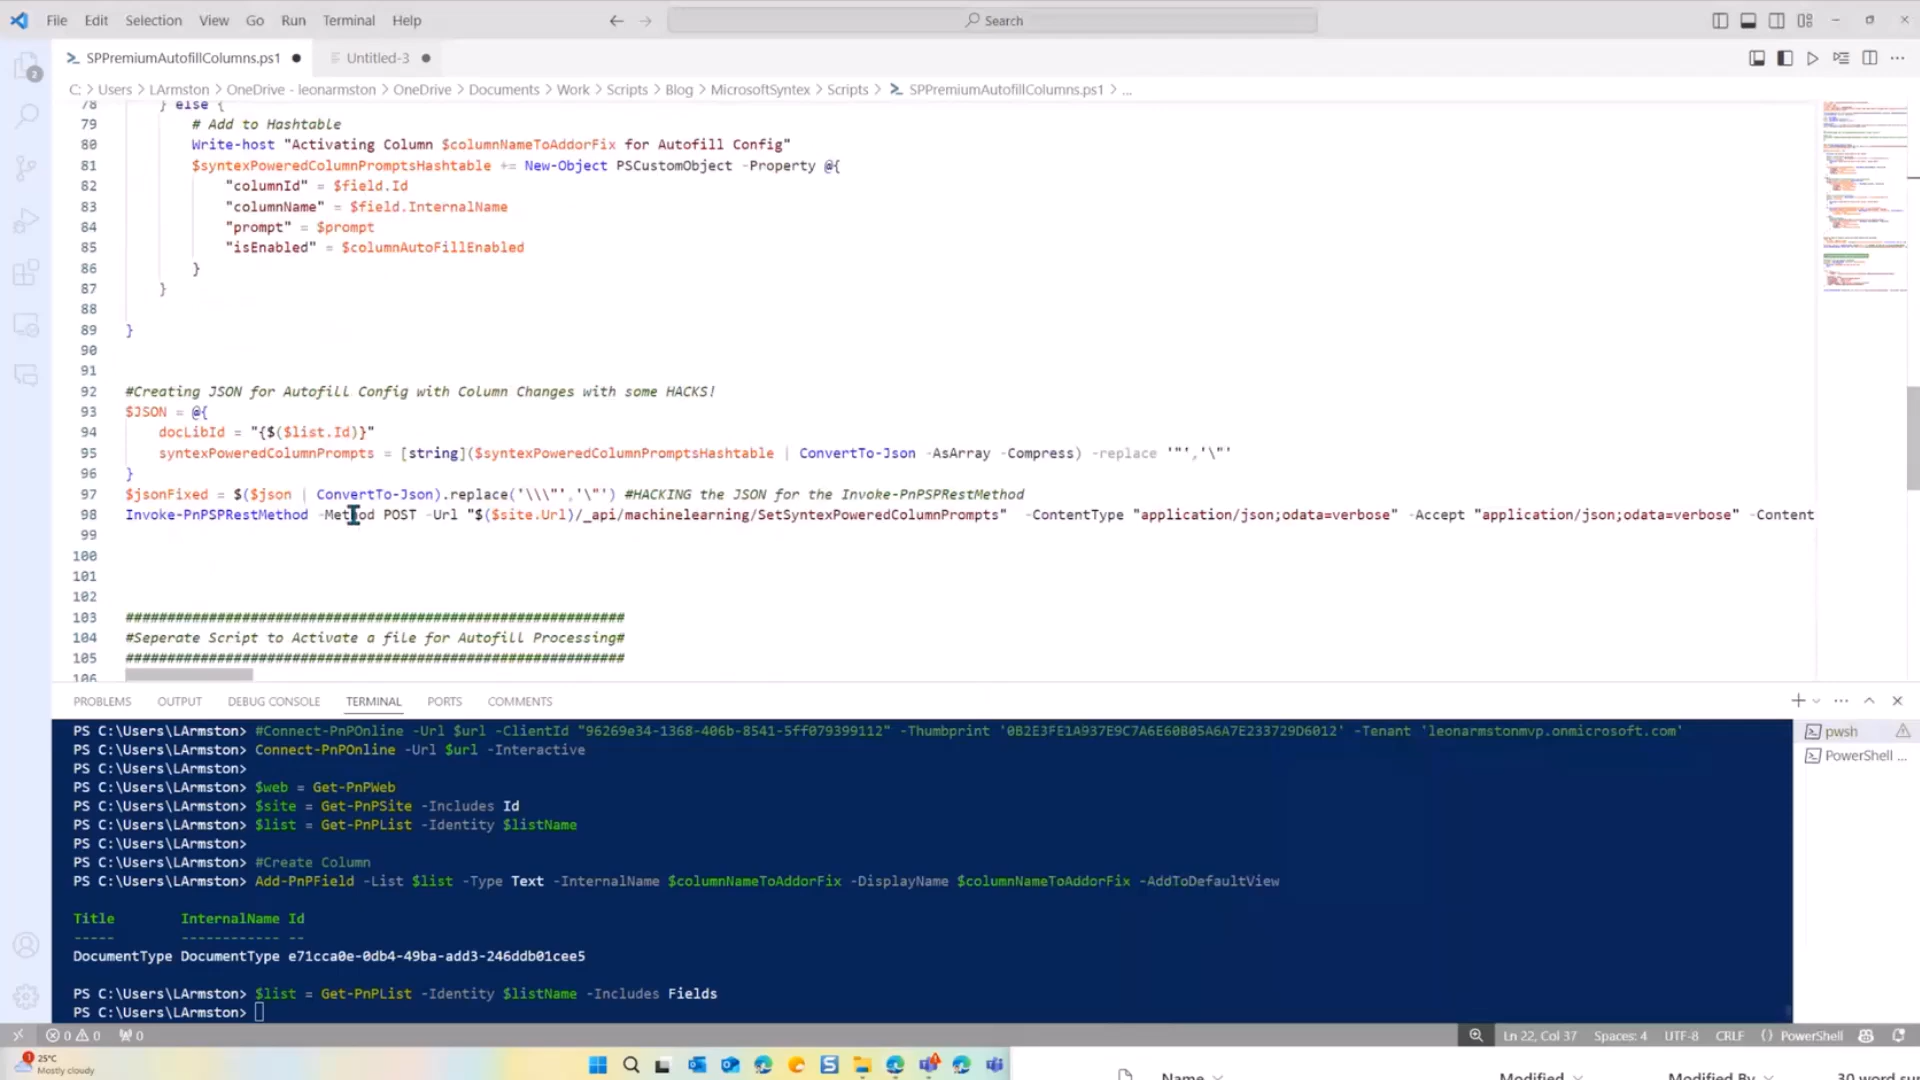 File Edit Selection View Go Run Terminal Help
Search
SPPremiumAutofillColumns.ps1 Untitled-3
2
C: > Users > LArmston > OneDrive - leonarmston > OneDrive > Documents > Work > Scripts > Blog > MicrosoftSyntex > Scripts > SPPremiumAutofillColumns.ps1 > ...
78 } else {
79 # Add to Hashtable
80 Write-host "Activating Column $columnNameToAddorFix for Autofill Config"
81 $syntexPoweredColumnPromptsHashtable += New-Object PSCustomObject -Property @{
82 "columnId" = $field.Id
83 "columnName" = $field.InternalName
84 "prompt" = $prompt
85 "isEnabled" = $columnAutoFillEnabled
86 }
87 }
88
89 }
90
91
92 #Creating JSON for Autofill Config with Column Changes with some HACKS!
93 $JSON = @{
94 docLibId = "{$($list.Id)}"
95 syntexPoweredColumnPrompts = [string]($syntexPoweredColumnPromptsHashtable | ConvertTo-Json -AsArray -Compress) -replace '"','\"'
96 }
97 $jsonFixed = $($json | ConvertTo-Json).replace('\\\"','\"') #HACKING the JSON for the Invoke-PnPSPRestMethod
98 Invoke-PnPSPRestMethod -Method POST -Url "$($site.Url)/_api/machinelearning/SetSyntexPoweredColumnPrompts" -ContentType "application/json;odata=verbose" -Accept "application/json;odata=verbose" -Content
99
100
101
102
103 ############################################################
104 #Seperate Script to Activate a file for Autofill Processing#
105 ############################################################
106
PROBLEMS OUTPUT DEBUG CONSOLE TERMINAL PORTS COMMENTS
PS C:\Users\LArmston> #Connect-PnPOnline -Url $url -ClientId "96269e34-1368-406b-8541-5ff079399112" -Thumbprint '0B2E3FE1A937E9C7A6E60B05A6A7E233729D6012' -Tenant 'leonarmstonmvp.onmicrosoft.com'
PS C:\Users\LArmston> Connect-PnPOnline -Url $url -Interactive
PS C:\Users\LArmston>
PS C:\Users\LArmston> $web = Get-PnPWeb
PS C:\Users\LArmston> $site = Get-PnPSite -Includes Id
PS C:\Users\LArmston> $list = Get-PnPList -Identity $listName
PS C:\Users\LArmston>
PS C:\Users\LArmston> #Create Column
PS C:\Users\LArmston> Add-PnPField -List $list -Type Text -InternalName $columnNameToAddorFix -DisplayName $columnNameToAddorFix -AddToDefaultView
Title InternalName Id
----- ------------ --
DocumentType DocumentType e71cca0e-0db4-49ba-add3-246ddb01cee5
PS C:\Users\LArmston> $list = Get-PnPList -Identity $listName -Includes Fields
PS C:\Users\LArmston>
pwsh
PowerShell ...
0 0 0
Ln 22, Col 37 Spaces: 4 UTF-8 CRLF PowerShell
1 25°C
Mostly cloudy
Name Modified Modified By